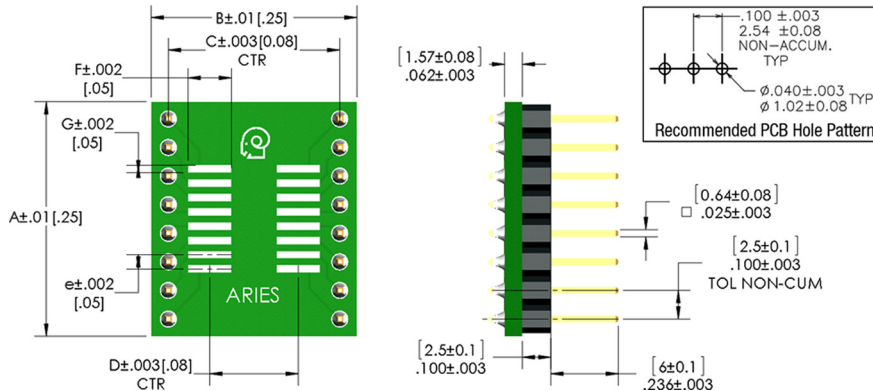 B±.01[.25]
C±.003[0.08]
CTR
F±.002
[.05]
G±.002
[.05]
A±.01[.25]
e±.002
[.05]
ARIES
D±.003[.08]
CTR
[1.57±0.08]
.062±.003
[0.64±0.08]
□ .025±.003
[2.5±0.1]
.100±.003
TOL NON-CUM
[2.5±0.1]
.100±.003
[6±0.1]
.236±.003
.100 ±.003
2.54 ±0.08
NON-ACCUM.
TYP
Ø.040±.003
Ø1.02±0.08 TYP
Recommended PCB Hole Pattern